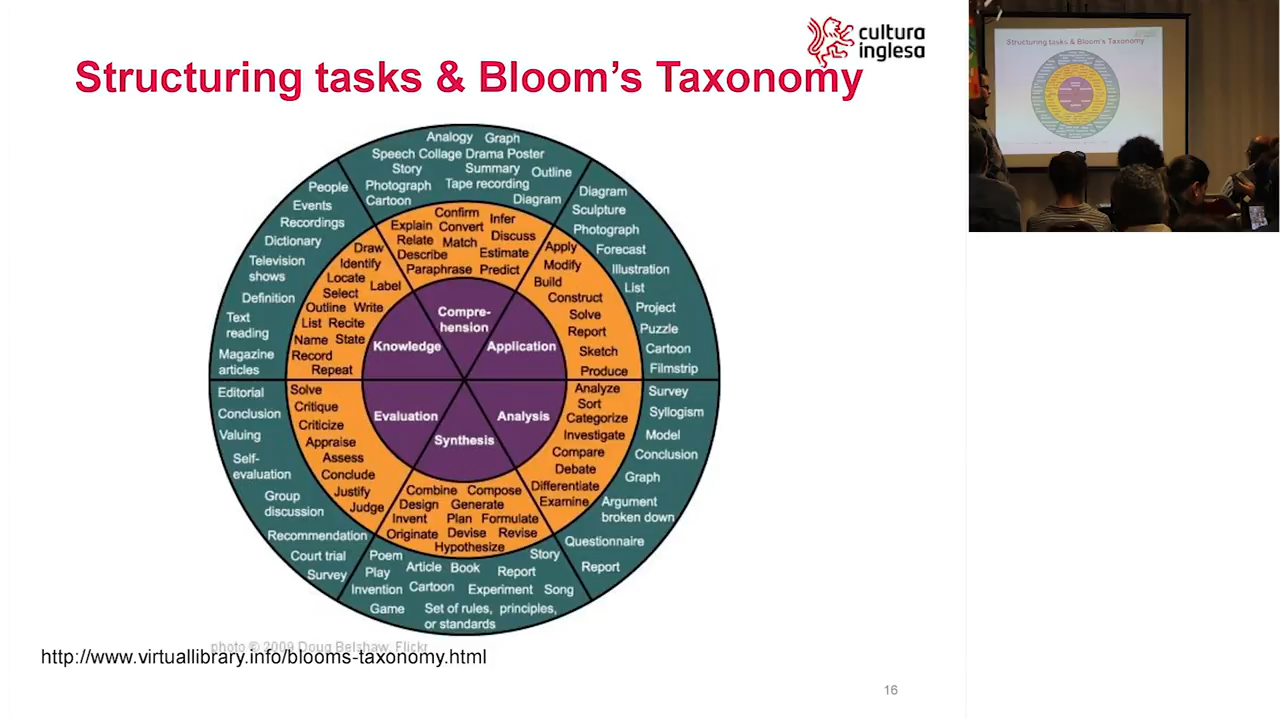 cultura
inglesa
Structuring tasks & Bloom's Taxonomy
Analogy Graph
Speech Collage Drama Poster
Story Summary Outline
Photograph Tape recording
Cartoon Diagram
Confirm Infer
Explain Convert
Relate Match Discuss
Describe Estimate
Paraphrase Predict
Compre-
hension
Diagram
Sculpture
Photograph
Forecast
Illustration
List
Project
Puzzle
Cartoon
Filmstrip
Apply
Modify
Build
Construct
Solve
Report
Sketch
Produce
Application
Survey
Syllogism
Model
Conclusion
Graph
Argument
broken down
Questionnaire
Report
Analyze
Sort
Categorize
Investigate
Compare
Debate
Differentiate
Examine
Analysis
Synthesis
Combine Compose
Design Generate
Invent Plan Formulate
Originate Devise Revise
Hypothesize
Poem Story
Play Article Book Report
Invention Cartoon Experiment Song
Game Set of rules, principles,
or standards
Evaluation
Solve
Critique
Criticize
Appraise
Assess
Conclude
Justify
Judge
Editorial
Conclusion
Valuing
Self-
evaluation
Group
discussion
Recommendation
Court trial
Survey
Knowledge
Draw
Identify
Locate Label
Select
Outline Write
List Recite
Name State
Record
Repeat
People
Events
Recordings
Dictionary
Television
shows
Definition
Text
reading
Magazine
articles
photo © 2009 Doug Belshaw, Flickr
http://www.virtuallibrary.info/blooms-taxonomy.html
16
Structuring tasks & Bloom's Taxonomy